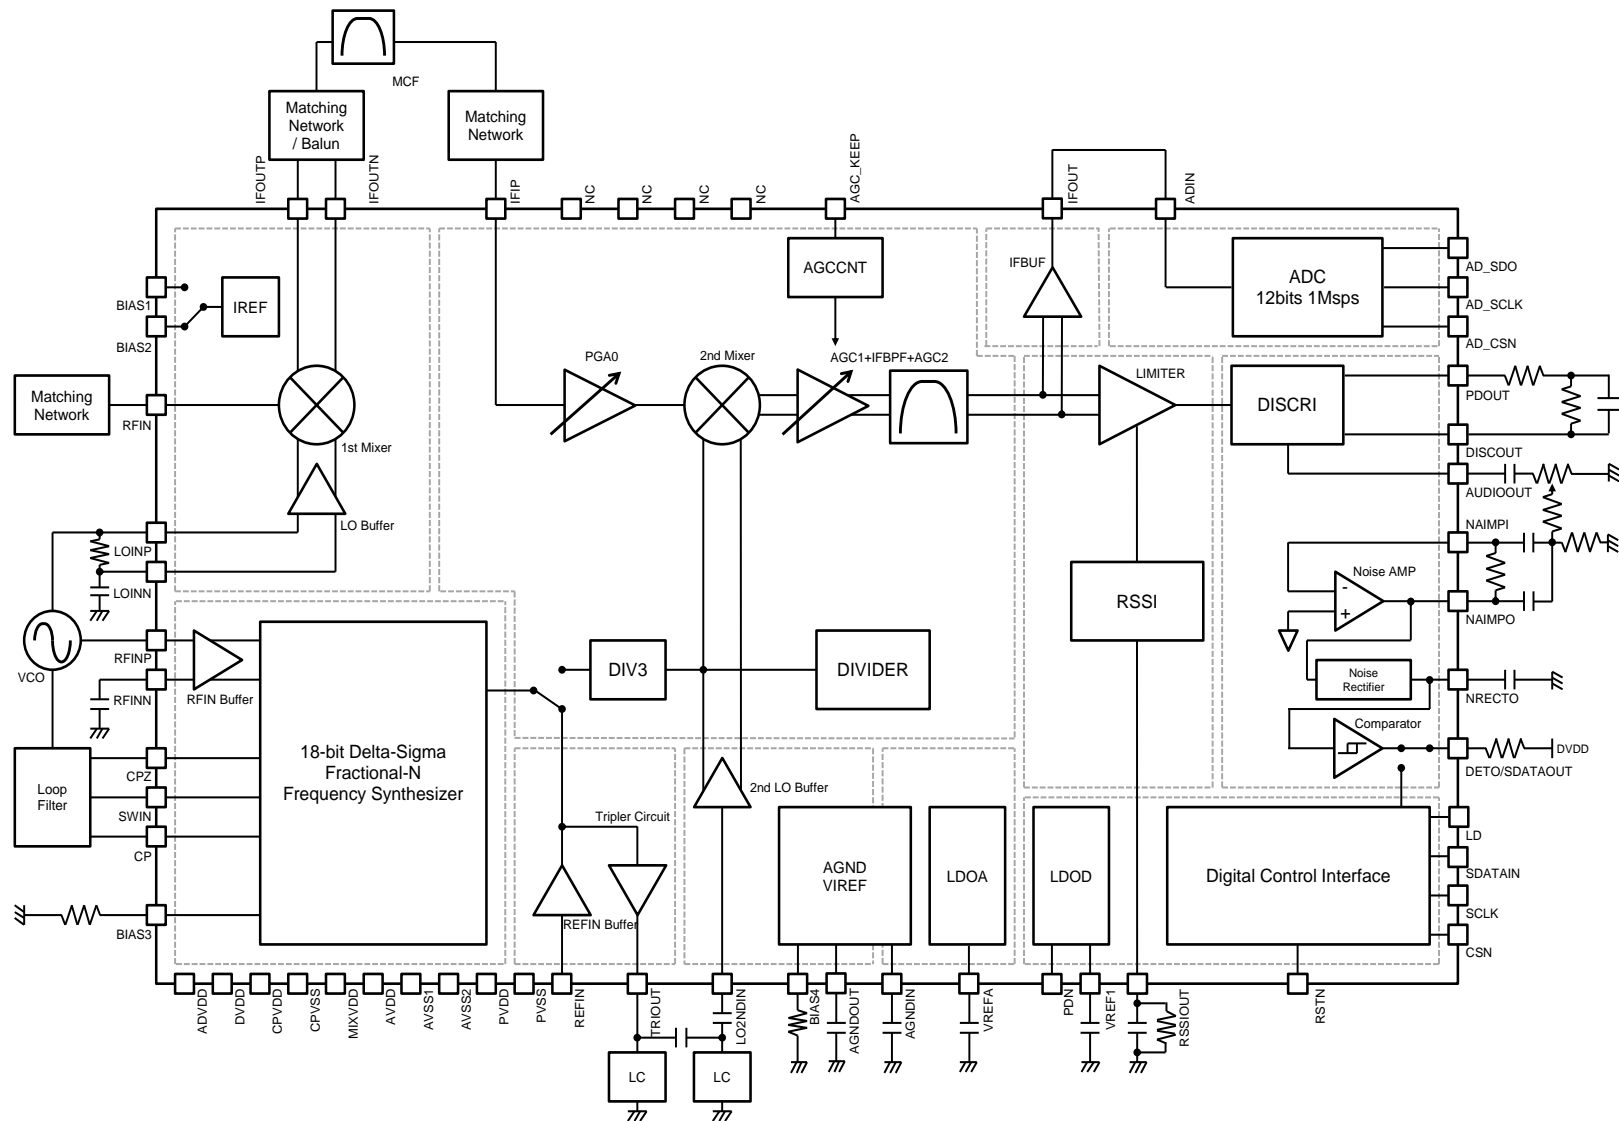 MCF
Matching
Network
/ Balun
Matching
Network
IFOUTP
IFOUTN
IFIP
NC
NC
NC
NC
AGC_KEEP
IFOUT
ADIN
BIAS1
BIAS2
IREF
AGCCNT
IFBUF
ADC
12bits 1Msps
AD_SDO
AD_SCLK
AD_CSN
Matching
Network
RFIN
1st Mixer
PGA0
2nd Mixer
AGC1+IFBPF+AGC2
LIMITER
DISCRI
PDOUT
DISCOUT
AUDIOOUT
LO Buffer
LOINP
LOINN
NAIMPI
Noise AMP
-
+
NAIMPO
RSSI
VCO
RFINP
RFINN
RFIN Buffer
DIV3
DIVIDER
Noise
Rectifier
NRECTO
18-bit Delta-Sigma
Fractional-N
Frequency Synthesizer
Comparator
DVDD
DETO/SDATAOUT
Loop
Filter
CPZ
SWIN
CP
2nd LO Buffer
Tripler Circuit
REFIN Buffer
AGND
VIREF
LDOA
LDOD
Digital Control Interface
LD
SDATAIN
SCLK
CSN
BIAS3
ADVDD
DVDD
CPVDD
CPVSS
MIXVDD
AVDD
AVSS1
AVSS2
PVDD
PVSS
REFIN
TRIOUT
LO2NDIN
BIAS4
AGNDOUT
AGNDIN
VREFA
PDN
VREF1
RSSIOUT
RSTN
LC
LC